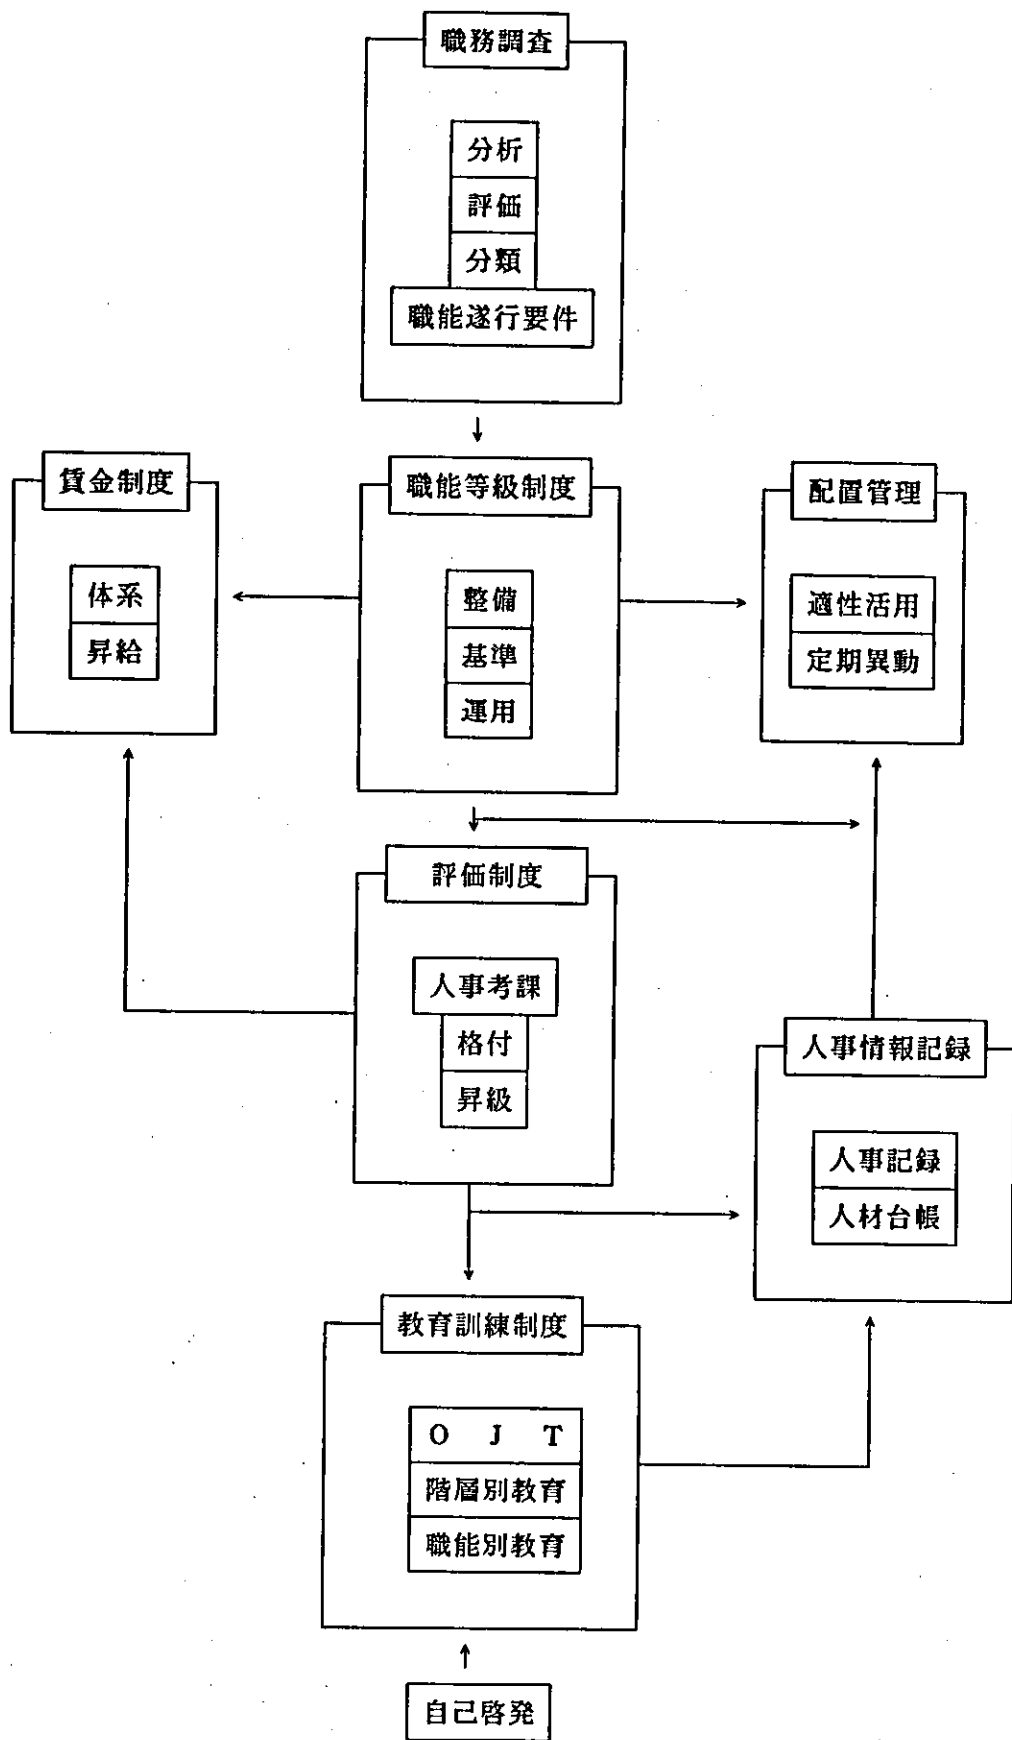 職務調査
分析
評価
分類
職能遂行要件
賃金制度
体系
昇給
職能等級制度
整備
基準
運用
配置管理
適性活用
定期異動
評価制度
人事考課
格付
昇級
人事情報記録
人事記録
人材台帳
教育訓練制度
O J T
階層別教育
職能別教育
自己啓発